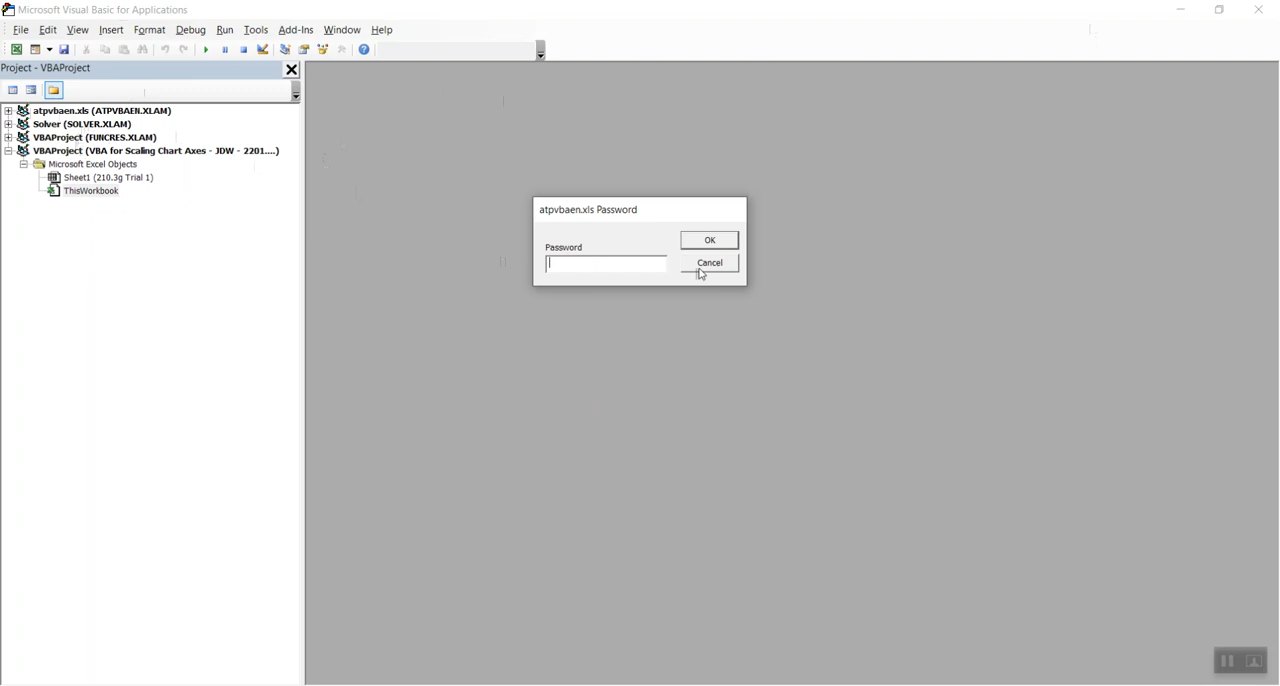 Microsoft Visual Basic for Applications
File Edit View Insert Format Debug Run Tools Add-Ins Window Help
Project - VBAProject
atpvbaen.xls (ATPVBAEN.XLAM)
Solver (SOLVER.XLAM)
VBAProject (FUNCRES.XLAM)
VBAProject (VBA for Scaling Chart Axes - JDW - 2201....)
Microsoft Excel Objects
Sheet1 (210.3g Trial 1)
ThisWorkbook
atpvbaen.xls Password
Password
OK
Cancel